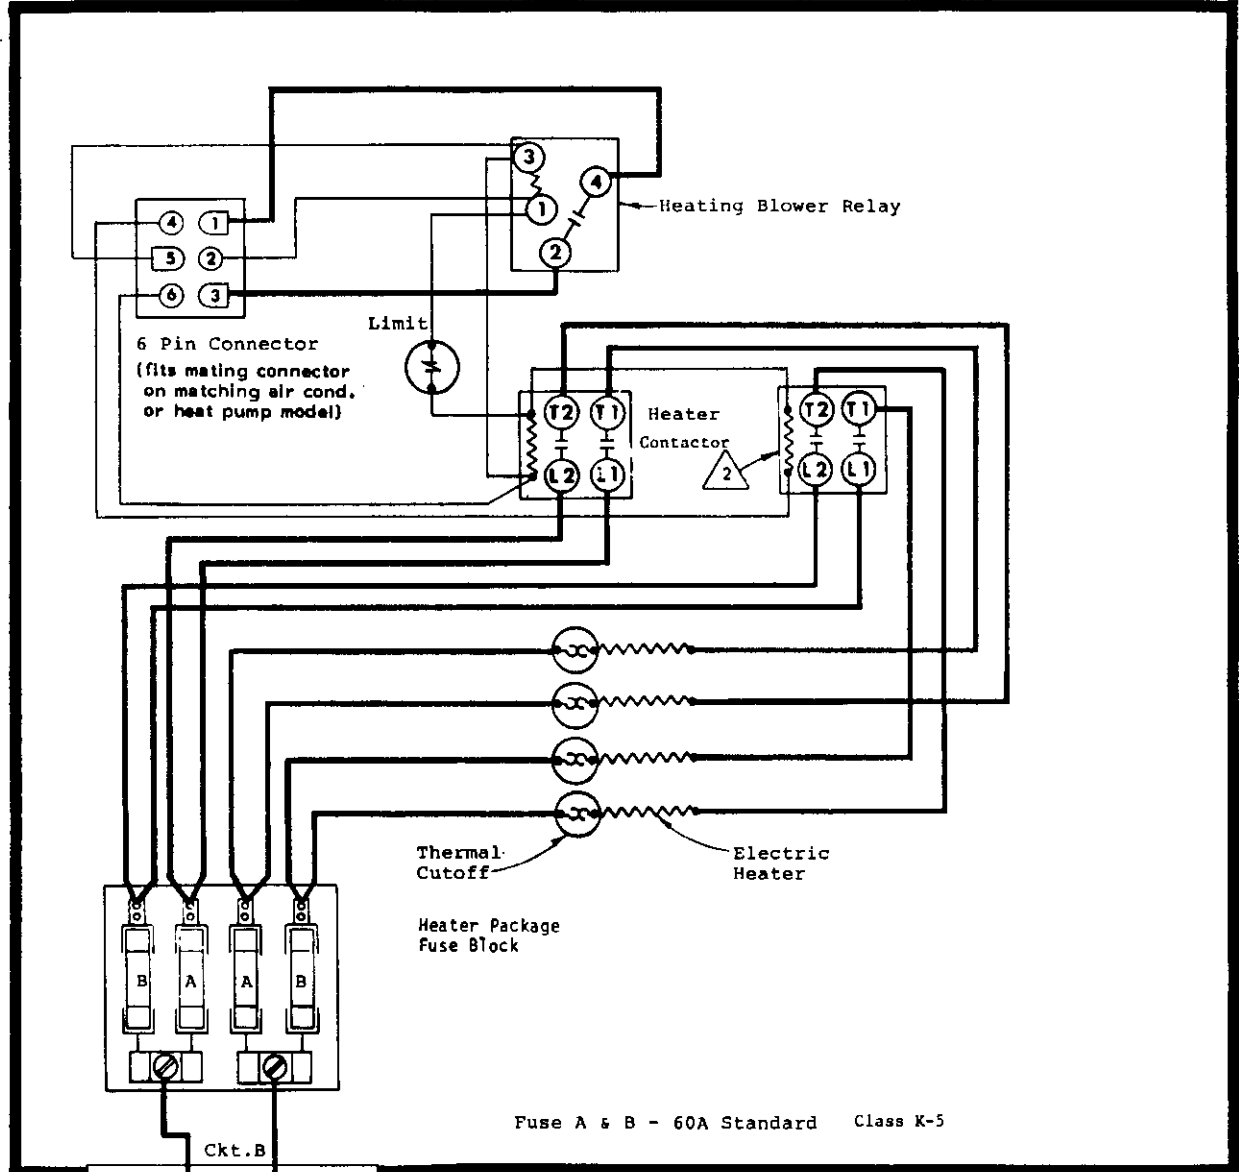 3
4
1
2
Heating Blower Relay
4 1
5 2
6 3
Limit
6 Pin Connector
(fits mating connector
on matching air cond.
or heat pump model)
T2 T1
L2 L1
Heater
Contactor
2
T2 T1
L2 L1
Thermal
Cutoff
Electric
Heater
Heater Package
Fuse Block
B A A B
Fuse A & B - 60A Standard Class K-5
Ckt.B